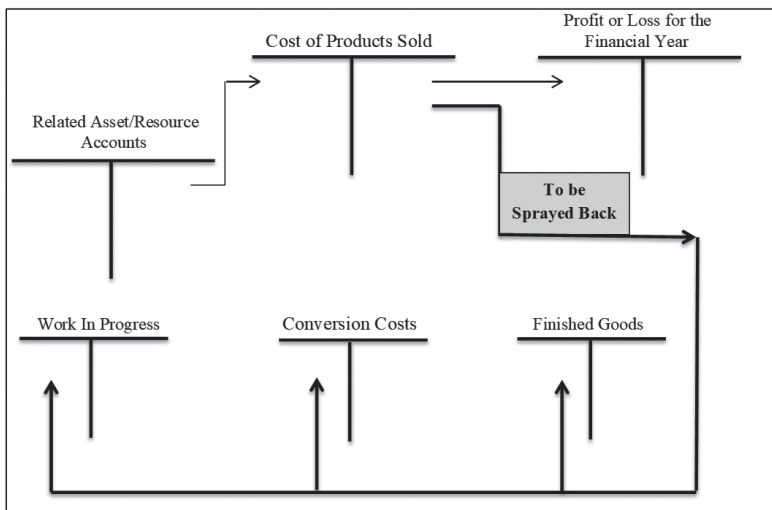 Profit or Loss for the
Financial Year
Cost of Products Sold
Related Asset/Resource
Accounts
To be
Sprayed Back
Work In Progress
Conversion Costs
Finished Goods